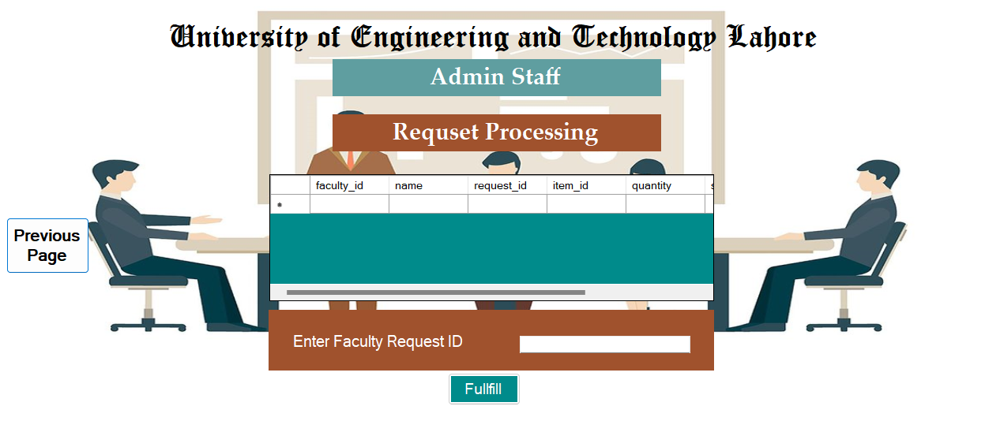 University of Engineering and Technology Lahore
Admin Staff
Requset Processing
faculty_id name request_id item_id quantity s
*
Previous
Page
Enter Faculty Request ID
Fullfill